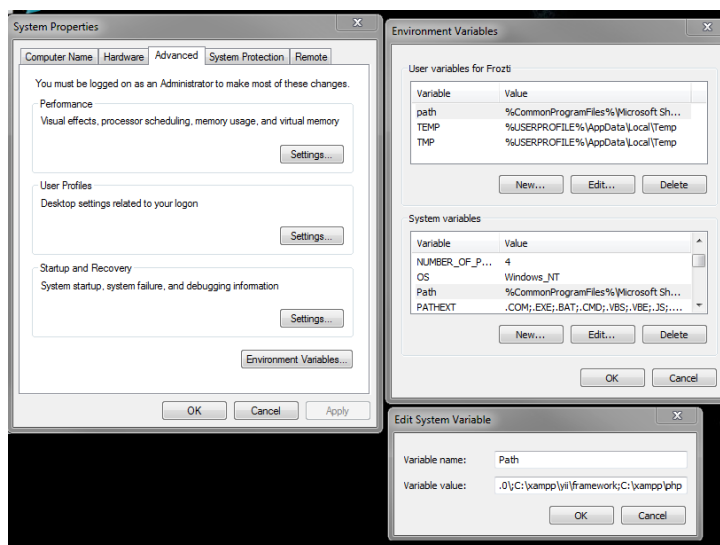 System Properties
x
Computer Name Hardware Advanced System Protection Remote
You must be logged on as an Administrator to make most of these changes.
Performance
Visual effects, processor scheduling, memory usage, and virtual memory
Settings...
User Profiles
Desktop settings related to your logon
Settings...
Startup and Recovery
System startup, system failure, and debugging information
Settings...
Environment Variables...
OK Cancel Apply
Environment Variables
x
User variables for Frozti
Variable Value
path %CommonProgramFiles%\Microsoft Sh...
TEMP %USERPROFILE%\AppData\Local\Temp
TMP %USERPROFILE%\AppData\Local\Temp
New... Edit... Delete
System variables
Variable Value
NUMBER_OF_P... 4
OS Windows_NT
Path %CommonProgramFiles%\Microsoft Sh...
PATHEXT .COM;.EXE;.BAT;.CMD;.VBS;.VBE;.JS;....
New... Edit... Delete
OK Cancel
Edit System Variable
x
Variable name: Path
Variable value: .0\;C:\xampp\yii\framework;C:\xampp\php
OK Cancel